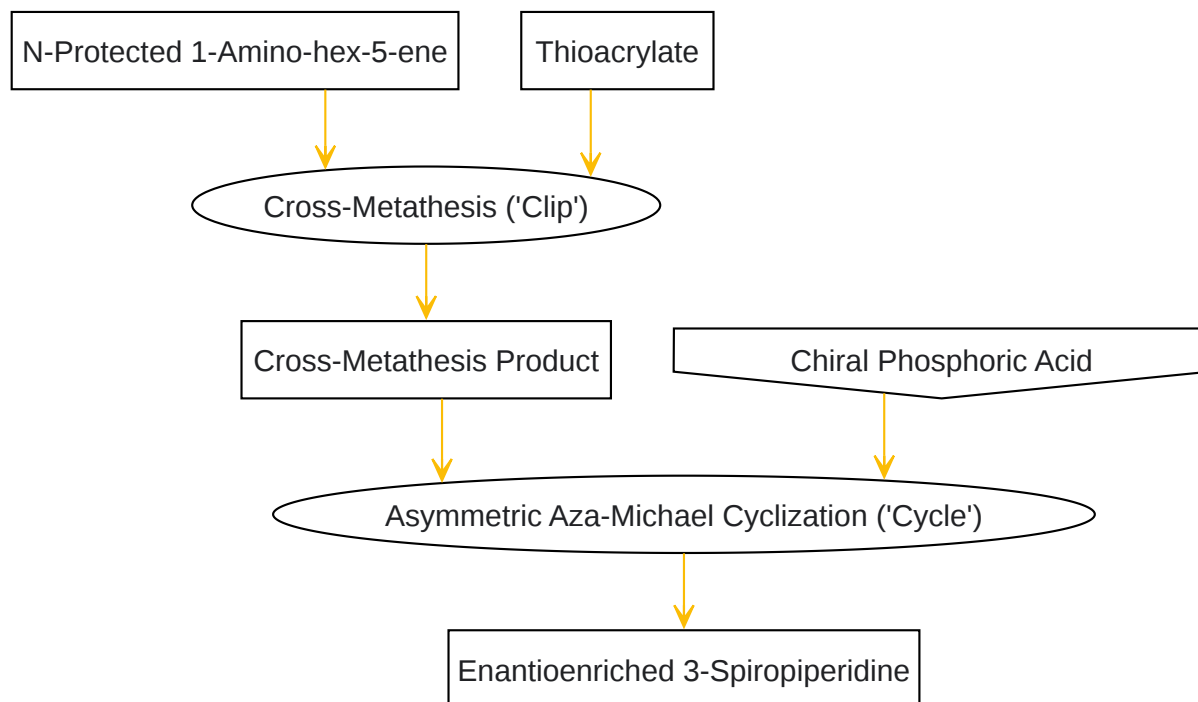 N-Protected 1-Amino-hex-5-ene
Thioacrylate
Cross-Metathesis ('Clip')
Cross-Metathesis Product
Chiral Phosphoric Acid
Asymmetric Aza-Michael Cyclization ('Cycle')
Enantioenriched 3-Spiropiperidine